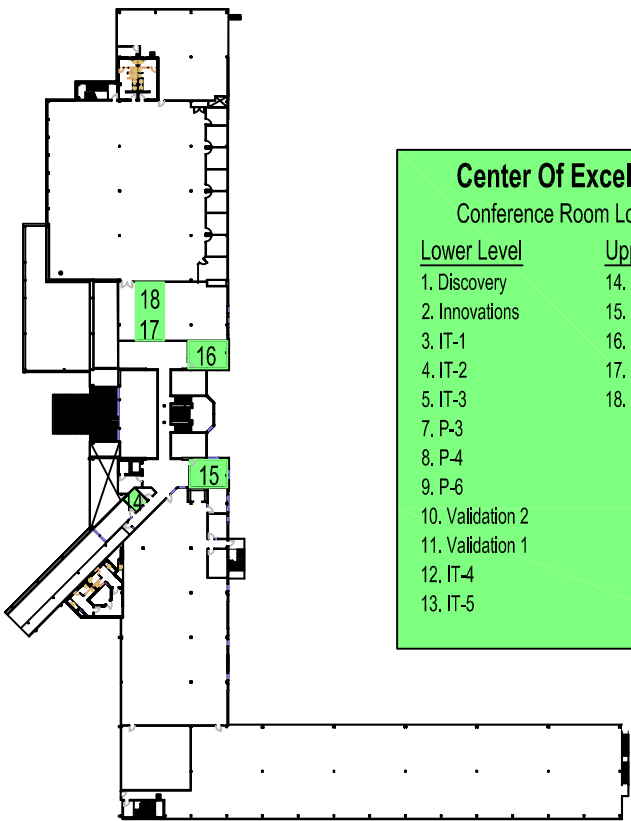 Center Of Excel
Conference Room Lo
Lower Level
1. Discovery
2. Innovations
3. IT-1
4. IT-2
5. IT-3
7. P-3
8. P-4
9. P-6
10. Validation 2
11. Validation 1
12. IT-4
13. IT-5
Upp
14.
15.
16.
17.
18.
18
17
16
15
4